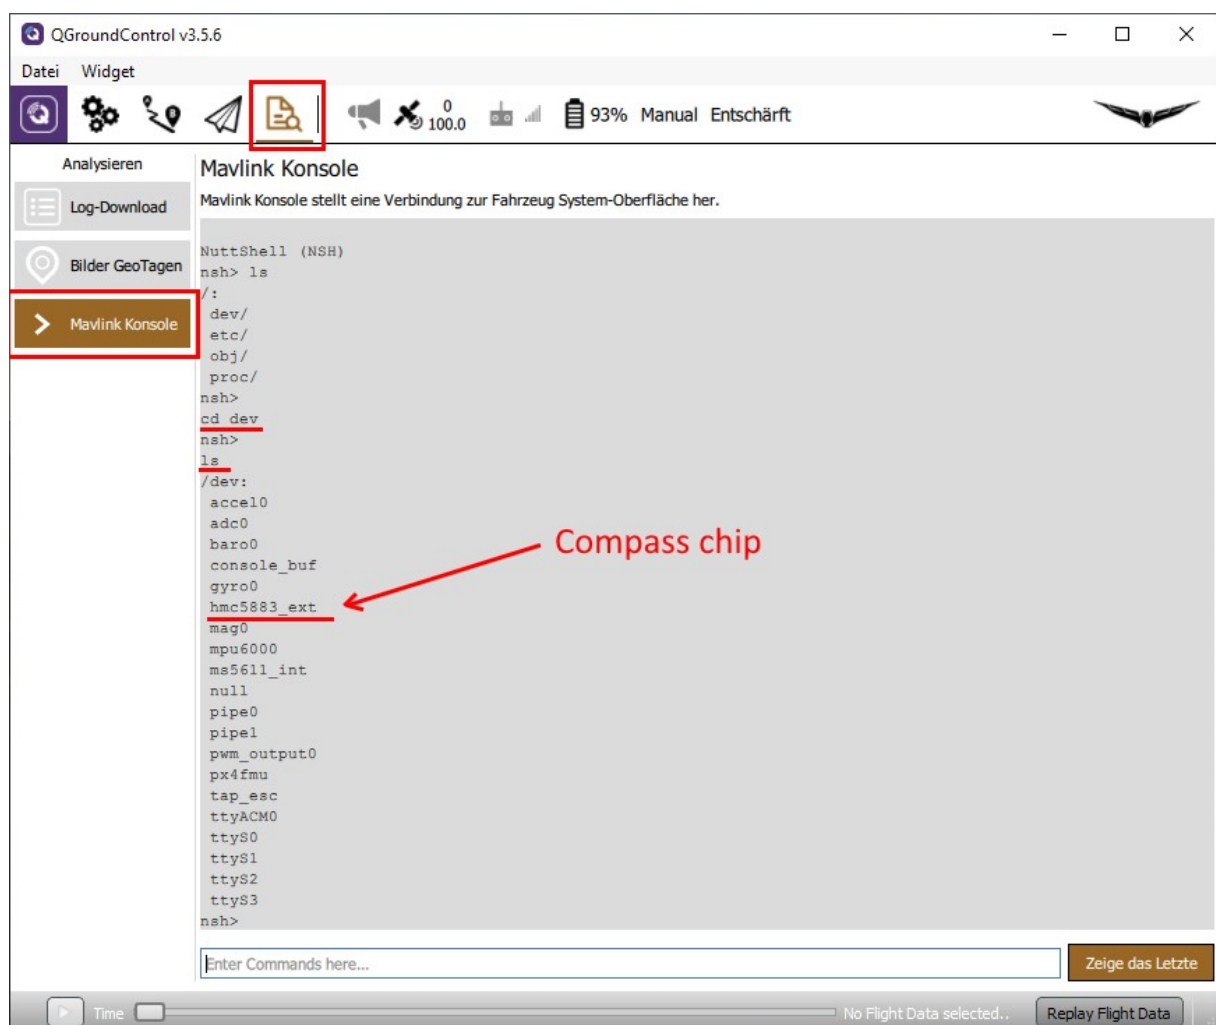 QGroundControl v3.5.6
Datei Widget
0
100.0
93% Manual Entschärft
Analysieren
Log-Download
Bilder GeoTagen
Mavlink Konsole
Mavlink Konsole
Mavlink Konsole stellt eine Verbindung zur Fahrzeug System-Oberfläche her.
NuttShell (NSH)
nsh> ls
/:
dev/
etc/
obj/
proc/
nsh>
cd dev
nsh>
ls
/dev:
accel0
adc0
baro0
console_buf
gyro0
hmc5883_ext
mag0
mpu6000
ms5611_int
null
pipe0
pipe1
pwm_output0
px4fmu
tap_esc
ttyACM0
ttyS0
ttyS1
ttyS2
ttyS3
nsh>
Compass chip
Enter Commands here...
Zeige das Letzte
Time
No Flight Data selected..
Replay Flight Data